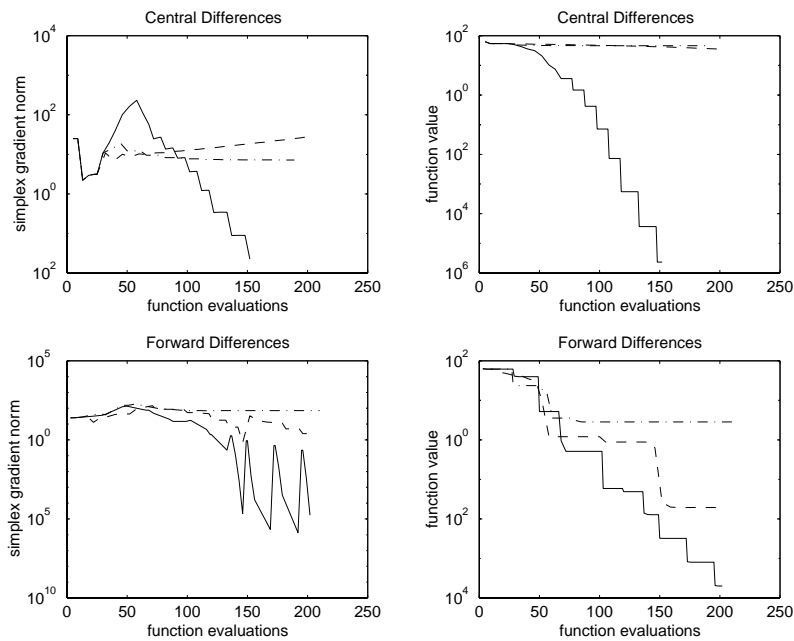 Central Differences
10^4
10^2
10^0
10^2
simplex gradient norm
0 50 100 150 200 250
function evaluations
Central Differences
10^2
10^0
10^2
10^4
10^6
function value
0 50 100 150 200 250
function evaluations
Forward Differences
10^5
10^0
10^5
10^10
simplex gradient norm
0 50 100 150 200 250
function evaluations
Forward Differences
10^2
10^0
10^2
10^4
function value
0 50 100 150 200 250
function evaluations